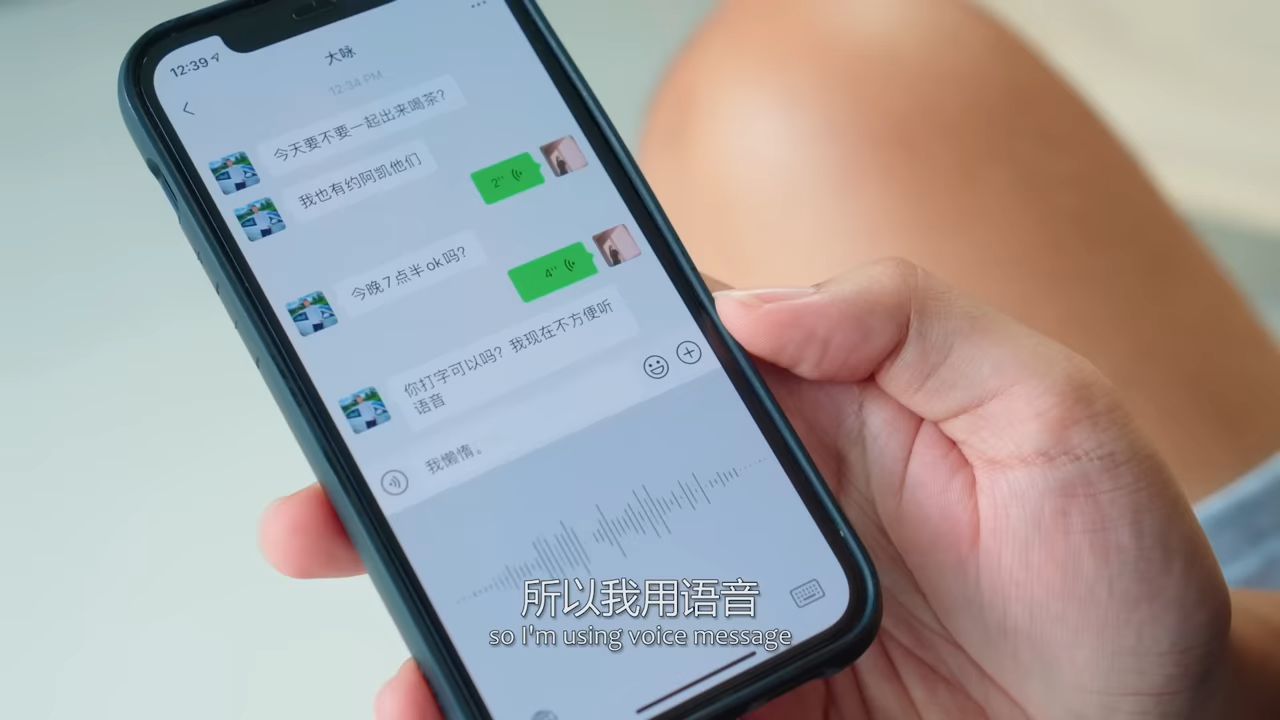 12:39
大咏
12:34 PM
今天要不要一起出来喝茶？
我也有约阿凯他们
2''
今晚7点半ok吗？
4''
你打字可以吗？我现在不方便听
语音
我懒惰。
所以我用语音
so I'm using voice message